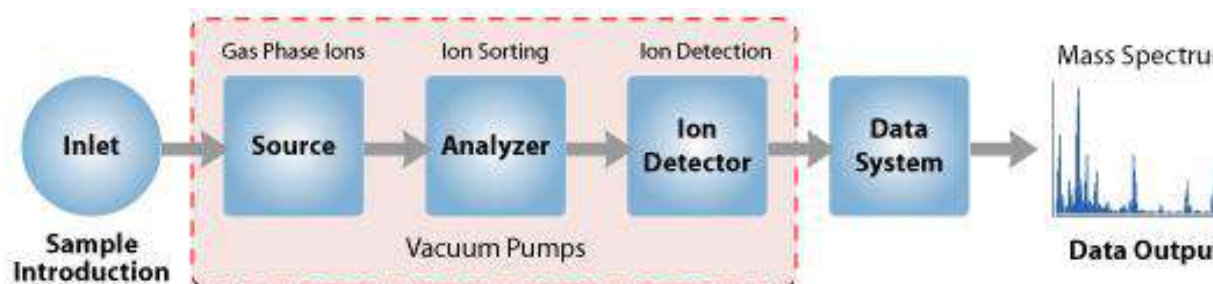 Gas Phase Ions
Ion Sorting
Ion Detection
Mass Spectru
Inlet
Source
Analyzer
Ion
Detector
Data
System
Sample
Introduction
Vacuum Pumps
Data Outpu